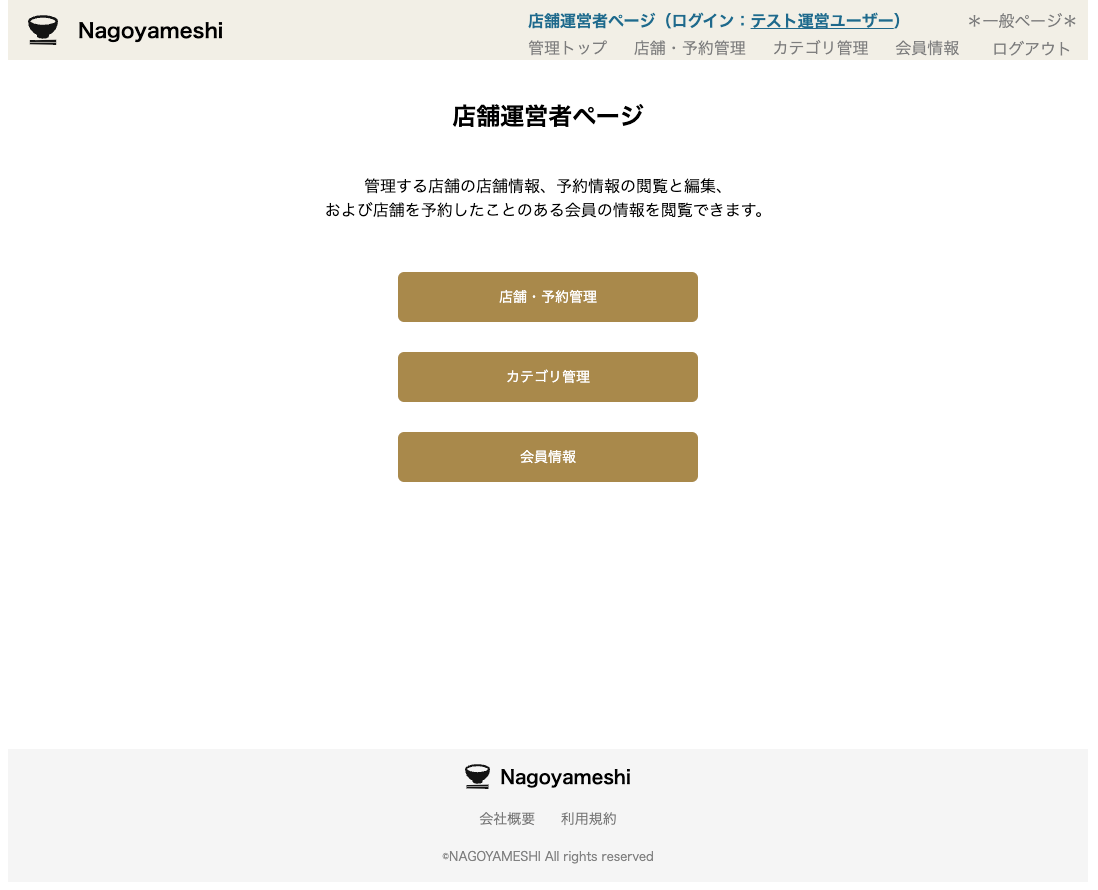 Nagoyameshi
店舗運営者ページ（ログイン：テスト運営ユーザー）
＊一般ページ＊
管理トップ 店舗・予約管理 カテゴリ管理 会員情報 ログアウト
店舗運営者ページ
管理する店舗の店舗情報、予約情報の閲覧と編集、
および店舗を予約したことのある会員の情報を閲覧できます。
店舗・予約管理
カテゴリ管理
会員情報
Nagoyameshi
会社概要 利用規約
©NAGOYAMESHI All rights reserved